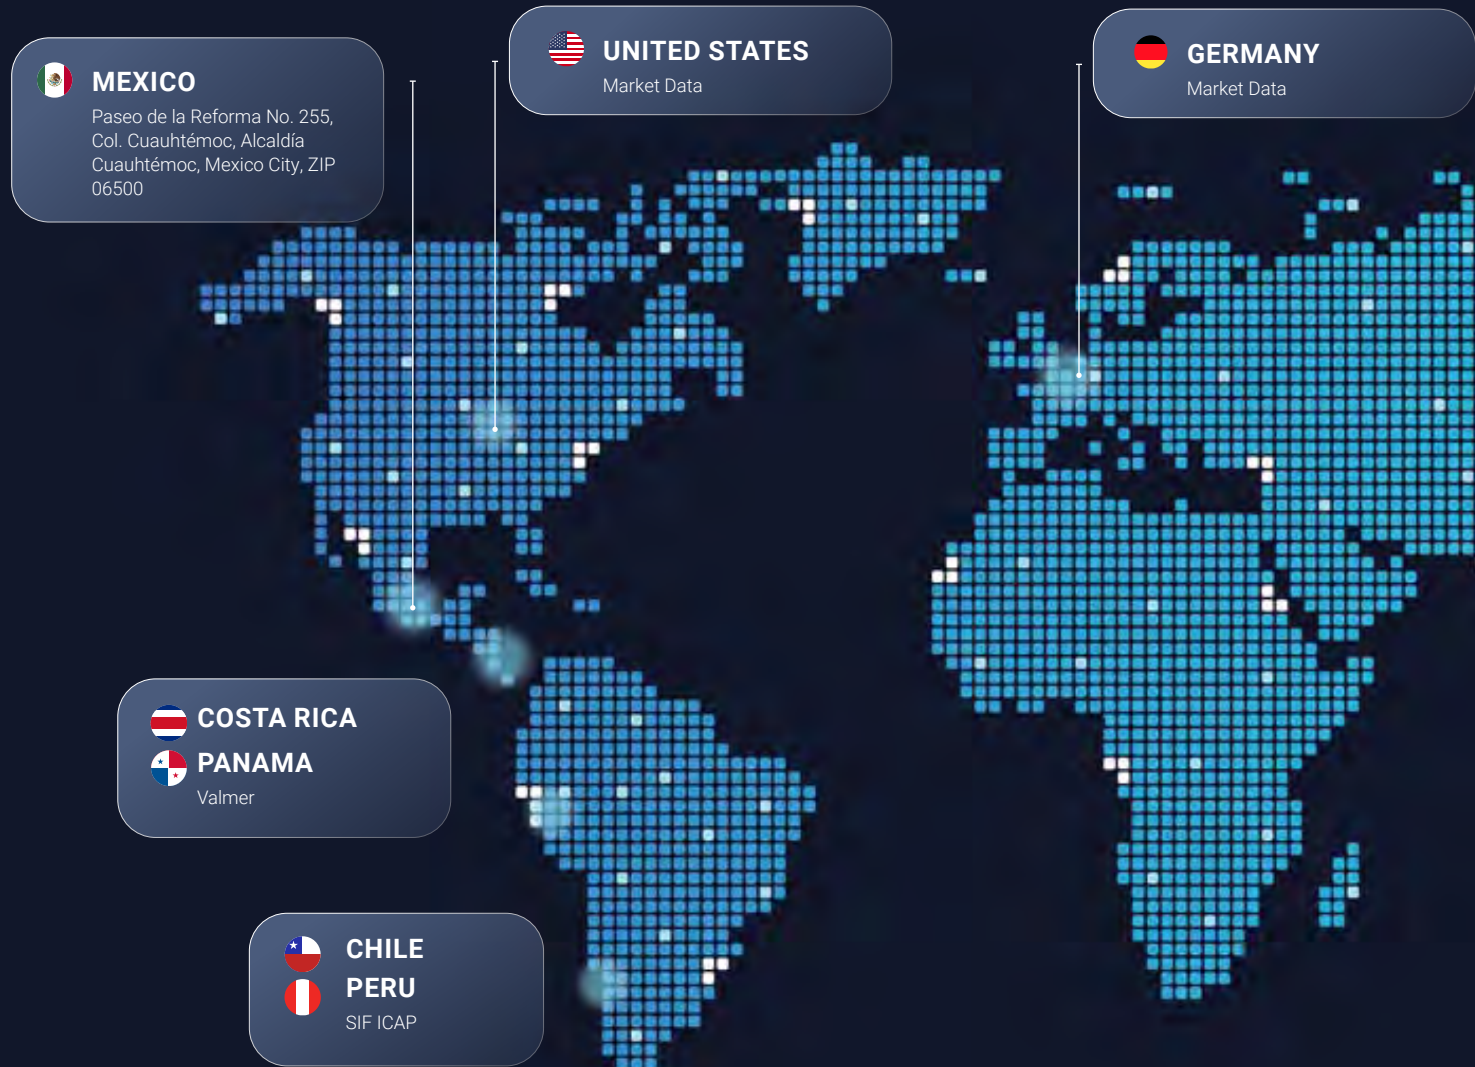 MEXICO
Paseo de la Reforma No. 255,
Col. Cuauhtémoc, Alcaldía
Cuauhtémoc, Mexico City, ZIP
06500
UNITED STATES
Market Data
GERMANY
Market Data
COSTA RICA
PANAMA
Valmer
CHILE
PERU
SIF ICAP